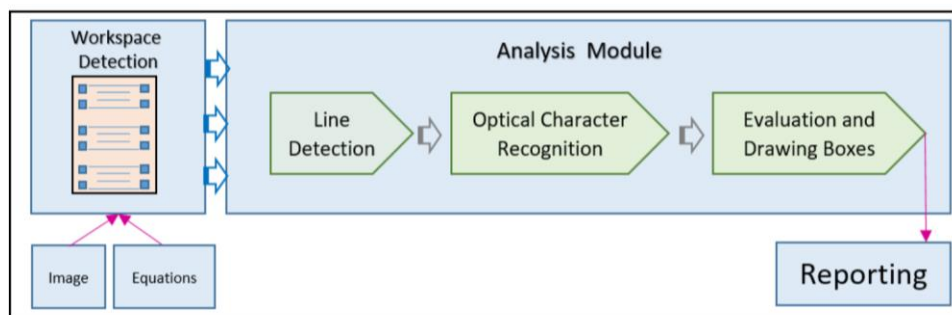 Workspace
Detection
Analysis Module
Line
Detection
Optical Character
Recognition
Evaluation and
Drawing Boxes
Image
Equations
Reporting